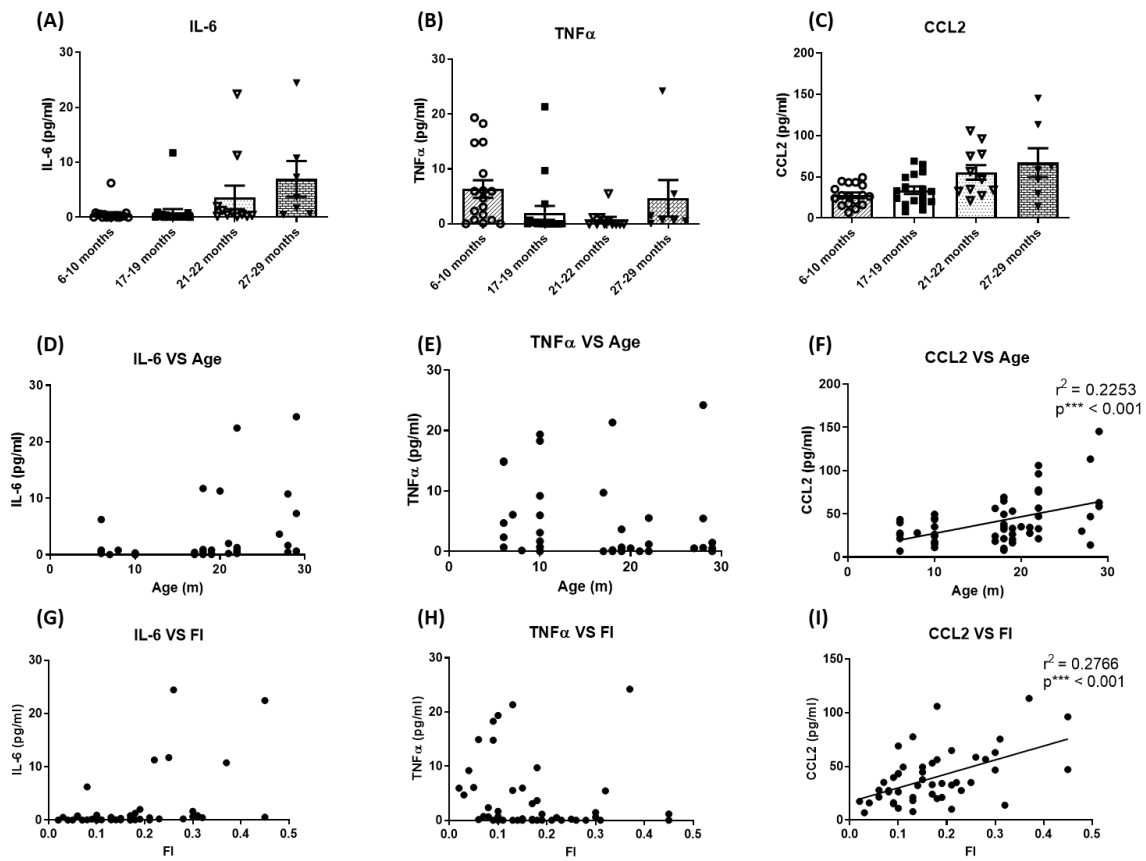 (A)
IL-6
30
20
10
0
IL-6 (pg/ml)
6-10 months
17-19 months
21-22 months
27-29 months
(B)
TNFα
30
20
10
0
TNFα (pg/ml)
6-10 months
17-19 months
21-22 months
27-29 months
(C)
CCL2
200
150
100
50
0
CCL2 (pg/ml)
6-10 months
17-19 months
21-22 months
27-29 months
(D)
IL-6 VS Age
30
20
10
0
IL-6 (pg/ml)
0 10 20 30
Age (m)
(E)
TNFα VS Age
30
20
10
0
TNFα (pg/ml)
0 10 20 30
Age (m)
(F)
CCL2 VS Age
r² = 0.2253
p*** < 0.001
200
150
100
50
0
CCL2 (pg/ml)
0 10 20 30
Age (m)
(G)
IL-6 VS FI
30
20
10
0
IL-6 (pg/ml)
0.0 0.1 0.2 0.3 0.4 0.5
FI
(H)
TNFα VS FI
30
20
10
0
TNFα (pg/ml)
0.0 0.1 0.2 0.3 0.4 0.5
FI
(I)
CCL2 VS FI
r² = 0.2766
p*** < 0.001
150
100
50
0
CCL2 (pg/ml)
0.0 0.1 0.2 0.3 0.4 0.5
FI